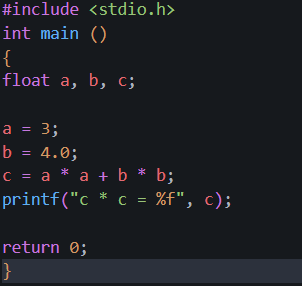 #include <stdio.h>
int main ()
{
float a, b, c;
a = 3;
b = 4.0;
c = a * a + b * b;
printf("c * c = %f", c);
return 0;
}